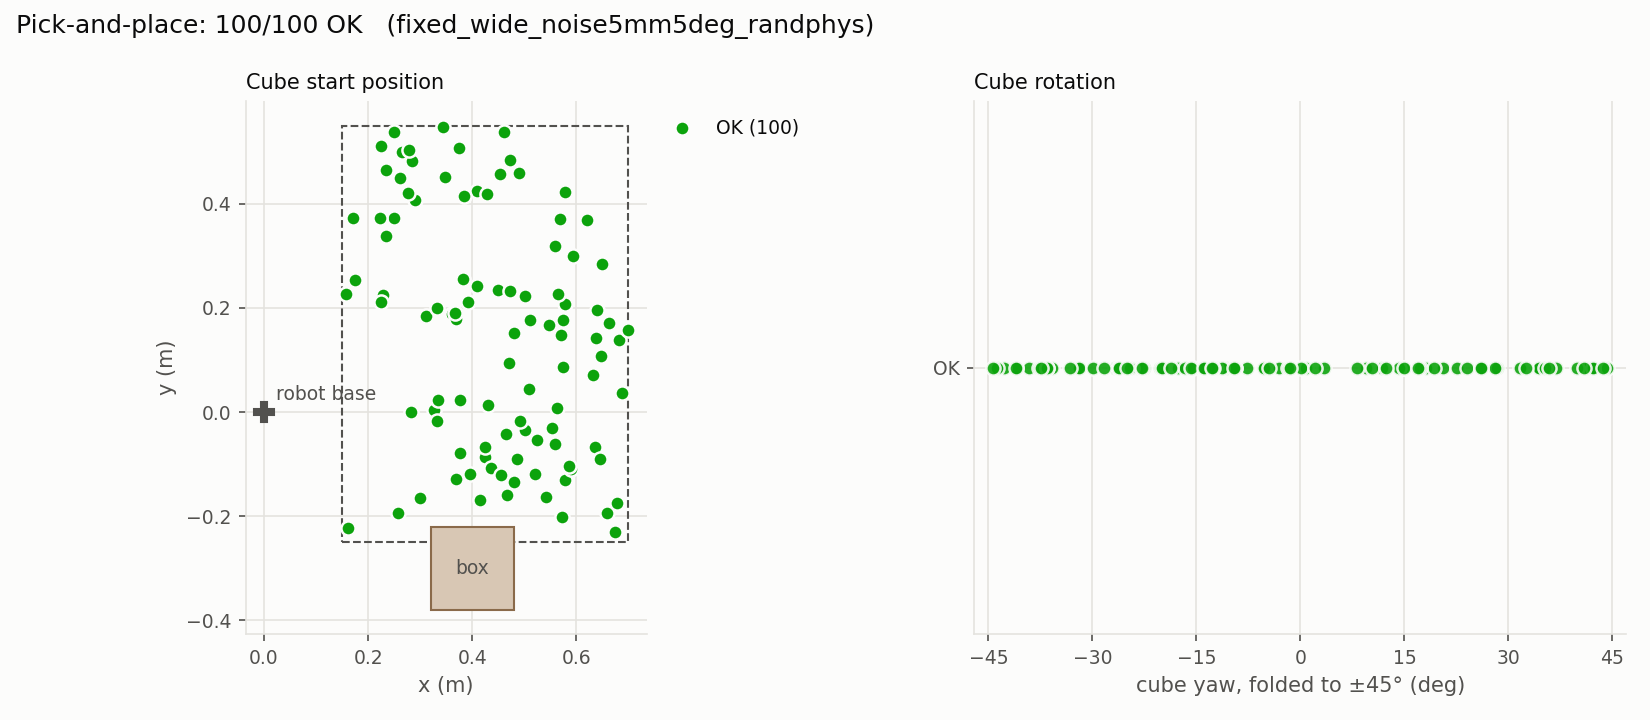 Pick-and-place: 100/100 OK (fixed_wide_noise5mm5deg_randphys)
Cube start position
OK (100)
robot base
box
y (m)
0.4
0.2
0.0
−0.2
−0.4
0.0 0.2 0.4 0.6
x (m)
Cube rotation
OK
−45 −30 −15 0 15 30 45
cube yaw, folded to ±45° (deg)